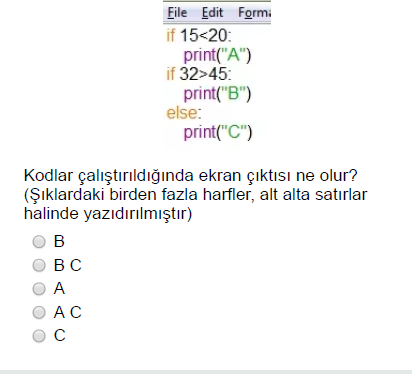 File Edit Forma
if 15<20:
print("A")
if 32>45:
print("B")
else:
print("C")
Kodlar çalıştırıldığında ekran çıktısı ne olur?
(Şıklardaki birden fazla harfler, alt alta satırlar
halinde yazıdırılmıştır)
B
B C
A
A C
C